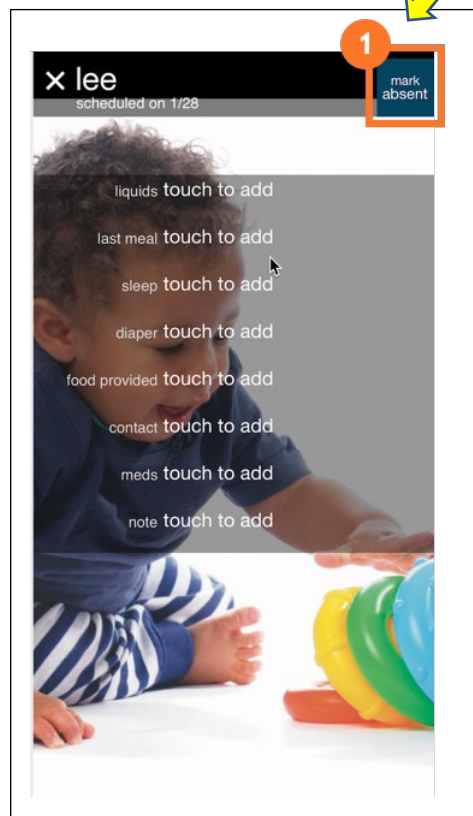 1
× lee
mark
absent
scheduled on 1/28
liquids touch to add
last meal touch to add
sleep touch to add
diaper touch to add
food provided touch to add
contact touch to add
meds touch to add
note touch to add